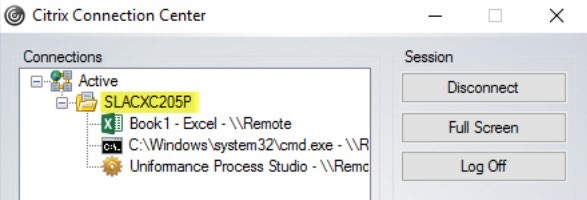 Citrix Connection Center
Connections
Active
SLACXC205P
Book1 - Excel - \\Remote
C:\Windows\system32\cmd.exe - \\R
Uniformance Process Studio - \\Remc
Session
Disconnect
Full Screen
Log Off